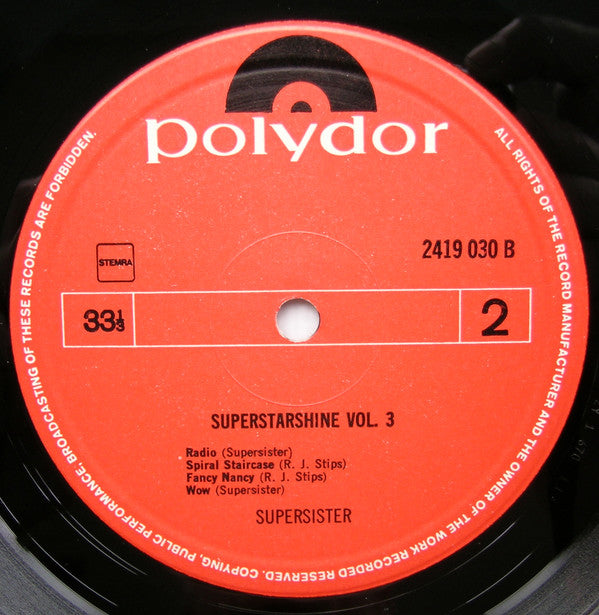 polydor
STEMRA
2419 030 B
33⅓
2
SUPERSTARSHINE VOL. 3
Radio (Supersister)
Spiral Staircase (R. J. Stips)
Fancy Nancy (R. J. Stips)
Wow (Supersister)
SUPERSISTER
ALL RIGHTS OF THE RECORD MANUFACTURER AND THE OWNER OF THE WORK RECORDED RESERVED. COPYING, PUBLIC PERFORMANCE, BROADCASTING OF THESE RECORDS ARE FORBIDDEN.